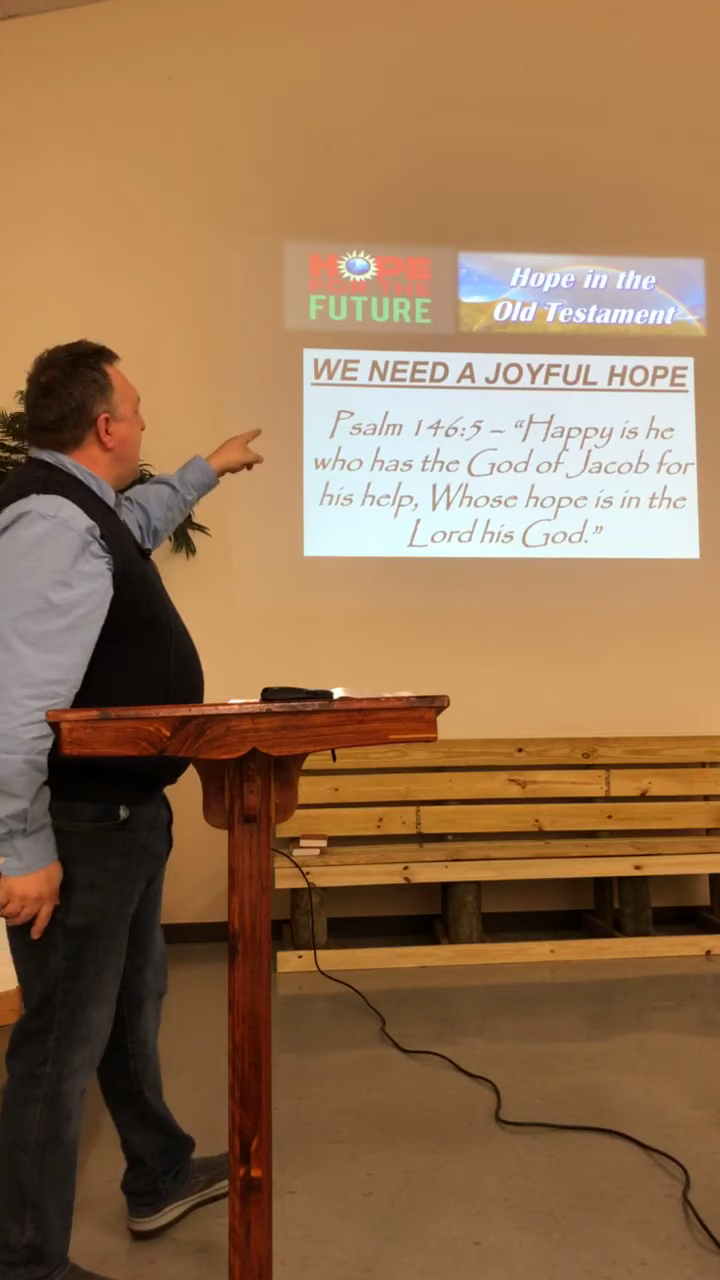 HOPE
FOR THE
FUTURE
Hope in the
Old Testament
WE NEED A JOYFUL HOPE
Psalm 146:5 – “Happy is he
who has the God of Jacob for
his help, Whose hope is in the
Lord his God.”